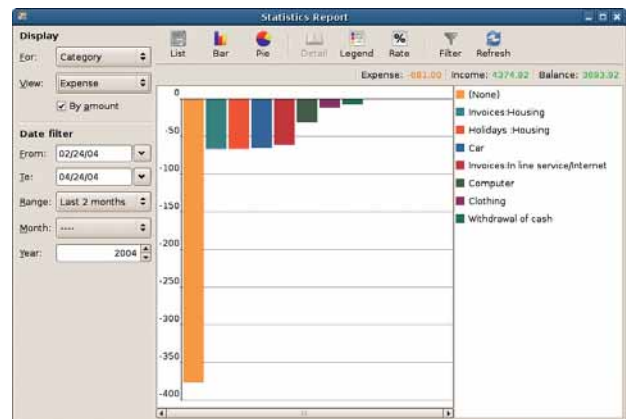 Statistics Report
Display
For: Category
View: Expense
By amount
Date filter
From: 02/24/04
To: 04/24/04
Range: Last 2 months
Month: ----
Year: 2004
List Bar Pie Detail Legend Rate Filter Refresh
Expense: -681.00 Income: 4374.92 Balance: 3693.92
0
-50
-100
-150
-200
-250
-300
-350
-400
(None)
Invoices:Housing
Holidays :Housing
Car
Invoices:In line service/Internet
Computer
Clothing
Withdrawal of cash